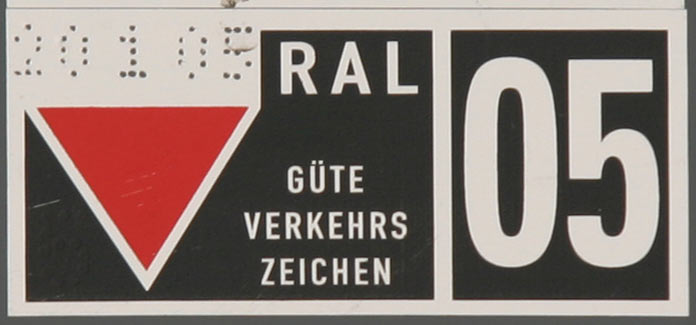 20105
RAL
05
GÜTE
VERKEHRS
ZEICHEN